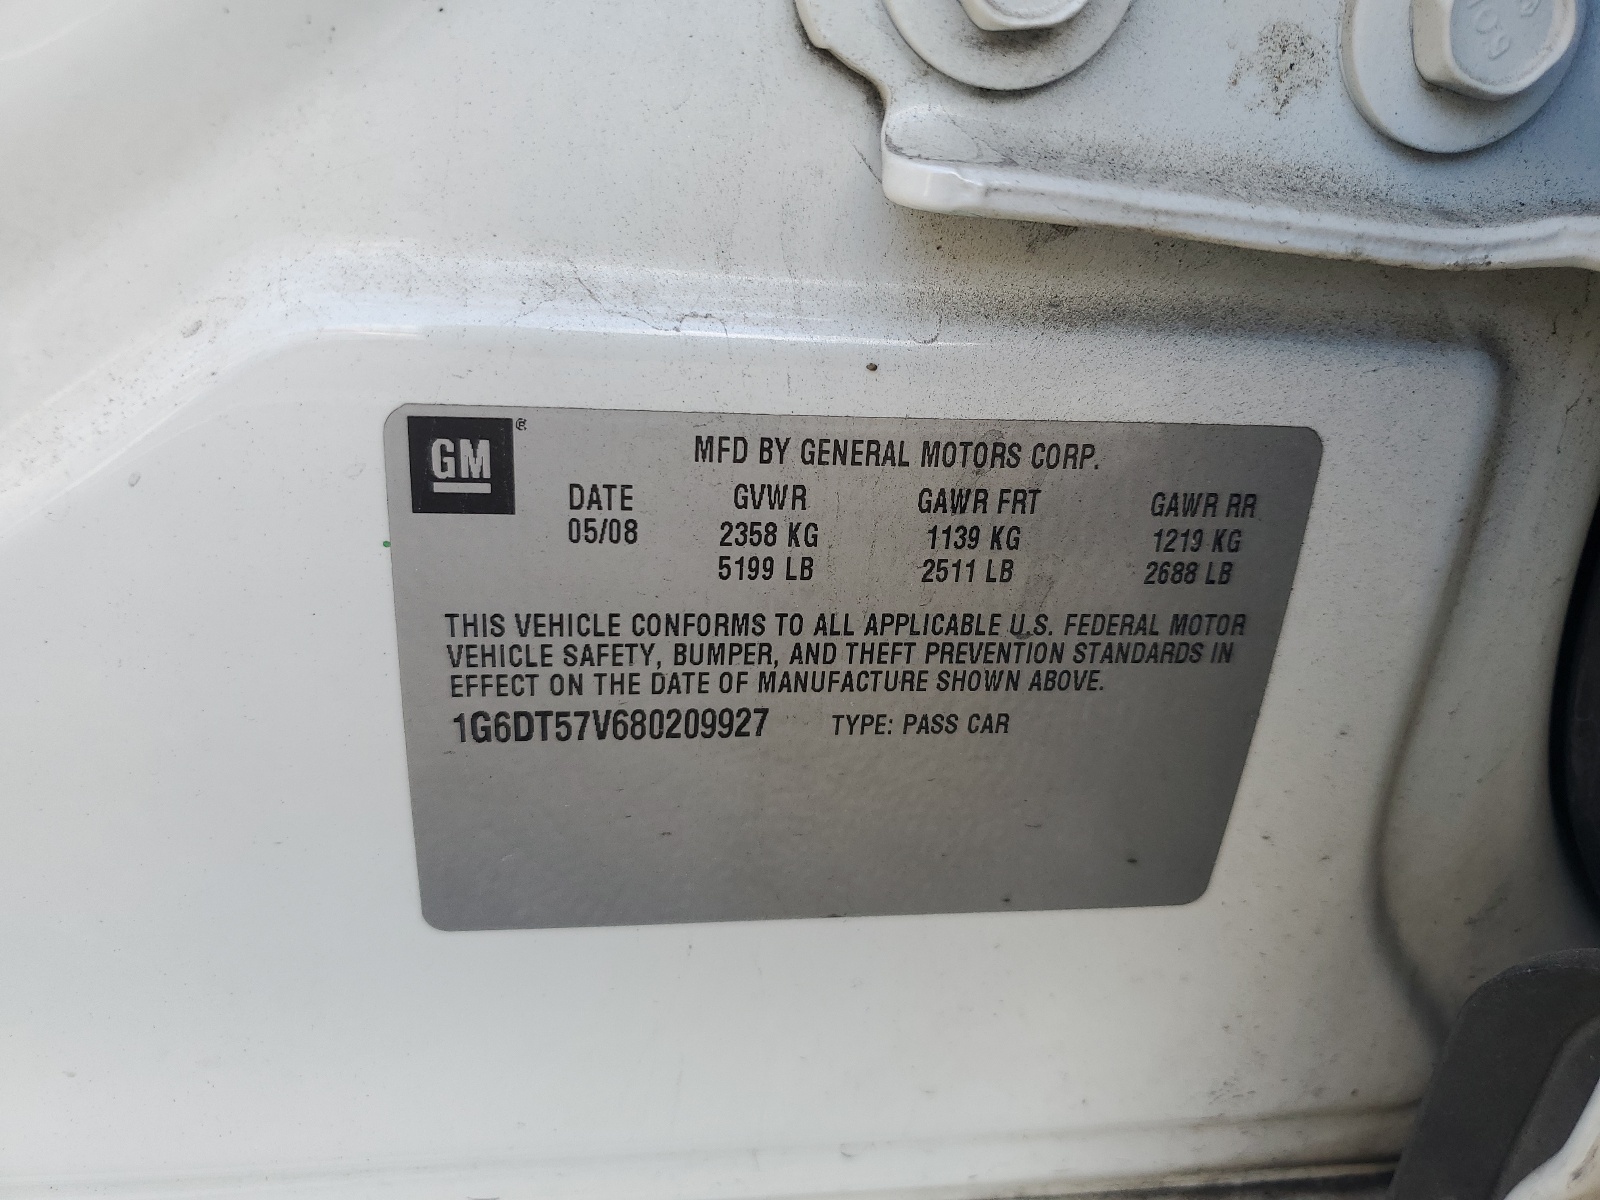 GM ®
MFD BY GENERAL MOTORS CORP.
DATE GVWR GAWR FRT GAWR RR
05/08 2358 KG 1139 KG 1219 KG
5199 LB 2511 LB 2688 LB
THIS VEHICLE CONFORMS TO ALL APPLICABLE U.S. FEDERAL MOTOR
VEHICLE SAFETY, BUMPER, AND THEFT PREVENTION STANDARDS IN
EFFECT ON THE DATE OF MANUFACTURE SHOWN ABOVE.
1G6DT57V680209927 TYPE: PASS CAR